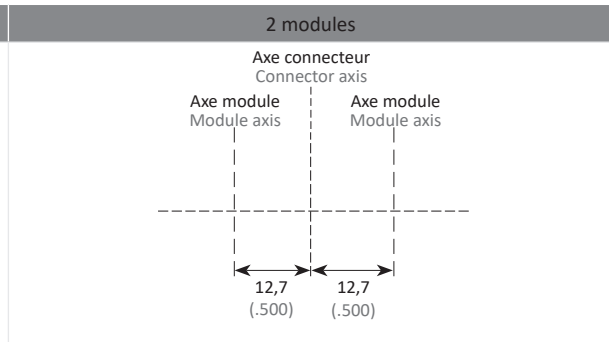 2 modules
Axe connecteur
Connector axis
Axe module
Module axis
Axe module
Module axis
12,7
(.500)
12,7
(.500)